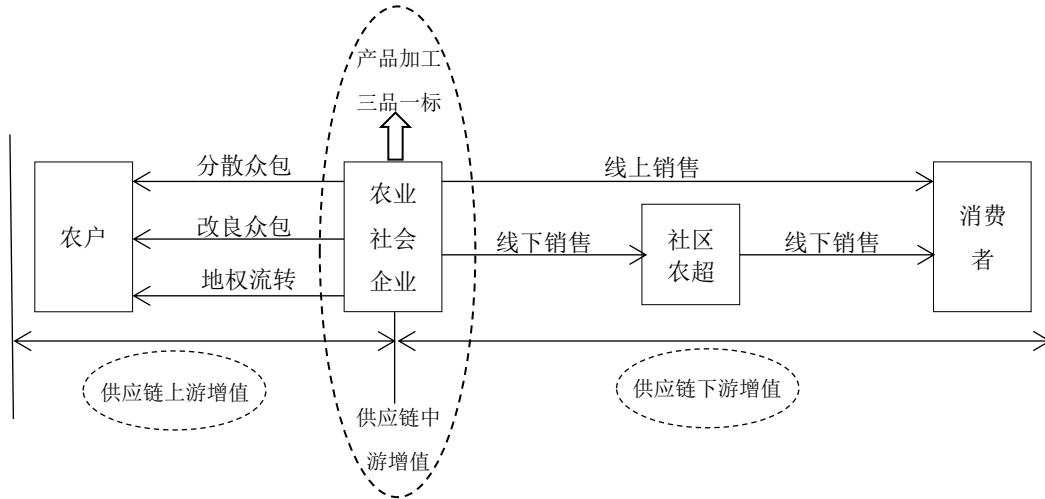 产品加工
三品一标
分散众包
改良众包
地权流转
农户
农业
社会
企业
线上销售
线下销售
社区
农超
线下销售
消费
者
供应链上游增值
供应链中
游增值
供应链下游增值